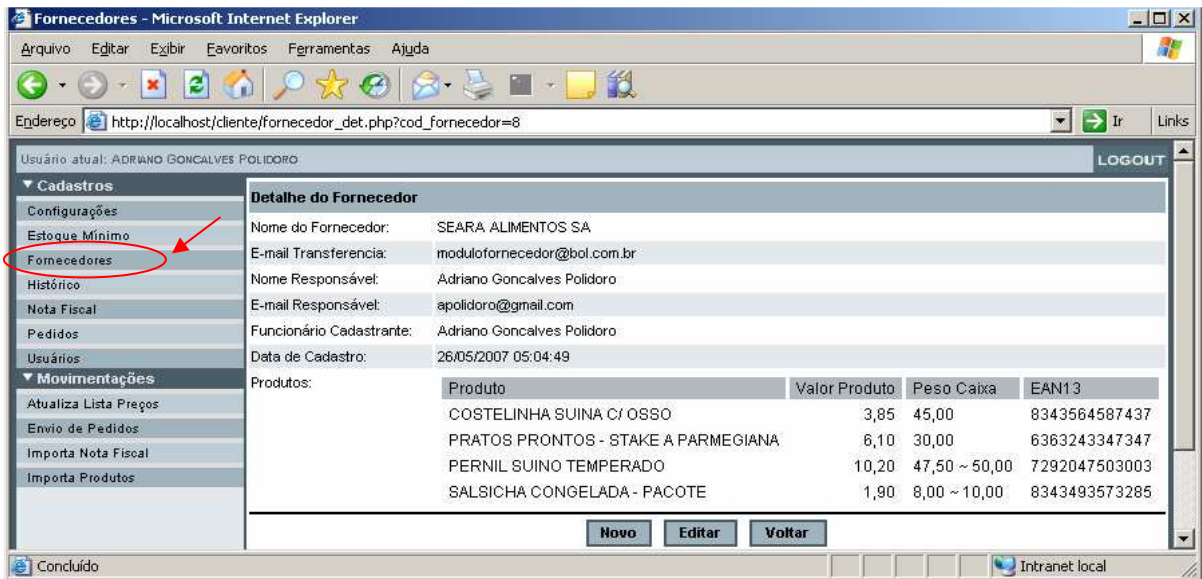 Fornecedores - Microsoft Internet Explorer
Arquivo Editar Exibir Favoritos Ferramentas Ajuda
Endereço http://localhost/cliente/fornecedor_det.php?cod_fornecedor=8 Ir Links
Usuário atual: ADRIANO GONCALVES POLIDORO LOGOUT
Cadastros
Configurações
Estoque Mínimo
Fornecedores
Histórico
Nota Fiscal
Pedidos
Usuários
Movimentações
Atualiza Lista Preços
Envio de Pedidos
Importa Nota Fiscal
Importa Produtos
Detalhe do Fornecedor
Nome do Fornecedor: SEARA ALIMENTOS SA
E-mail Transferencia: modulofornecedor@bol.com.br
Nome Responsável: Adriano Goncalves Polidoro
E-mail Responsável: apolidoro@gmail.com
Funcionário Cadastrante: Adriano Goncalves Polidoro
Data de Cadastro: 26/05/2007 05:04:49
Produtos:
Produto Valor Produto Peso Caixa EAN13
COSTELINHA SUINA C/ OSSO 3,85 45,00 8343564587437
PRATOS PRONTOS - STAKE A PARMEGIANA 6,10 30,00 6363243347347
PERNIL SUINO TEMPERADO 10,20 47,50 ~ 50,00 7292047503003
SALSICHA CONGELADA - PACOTE 1,90 8,00 ~ 10,00 8343493573285
Novo Editar Voltar
Concluído Intranet local